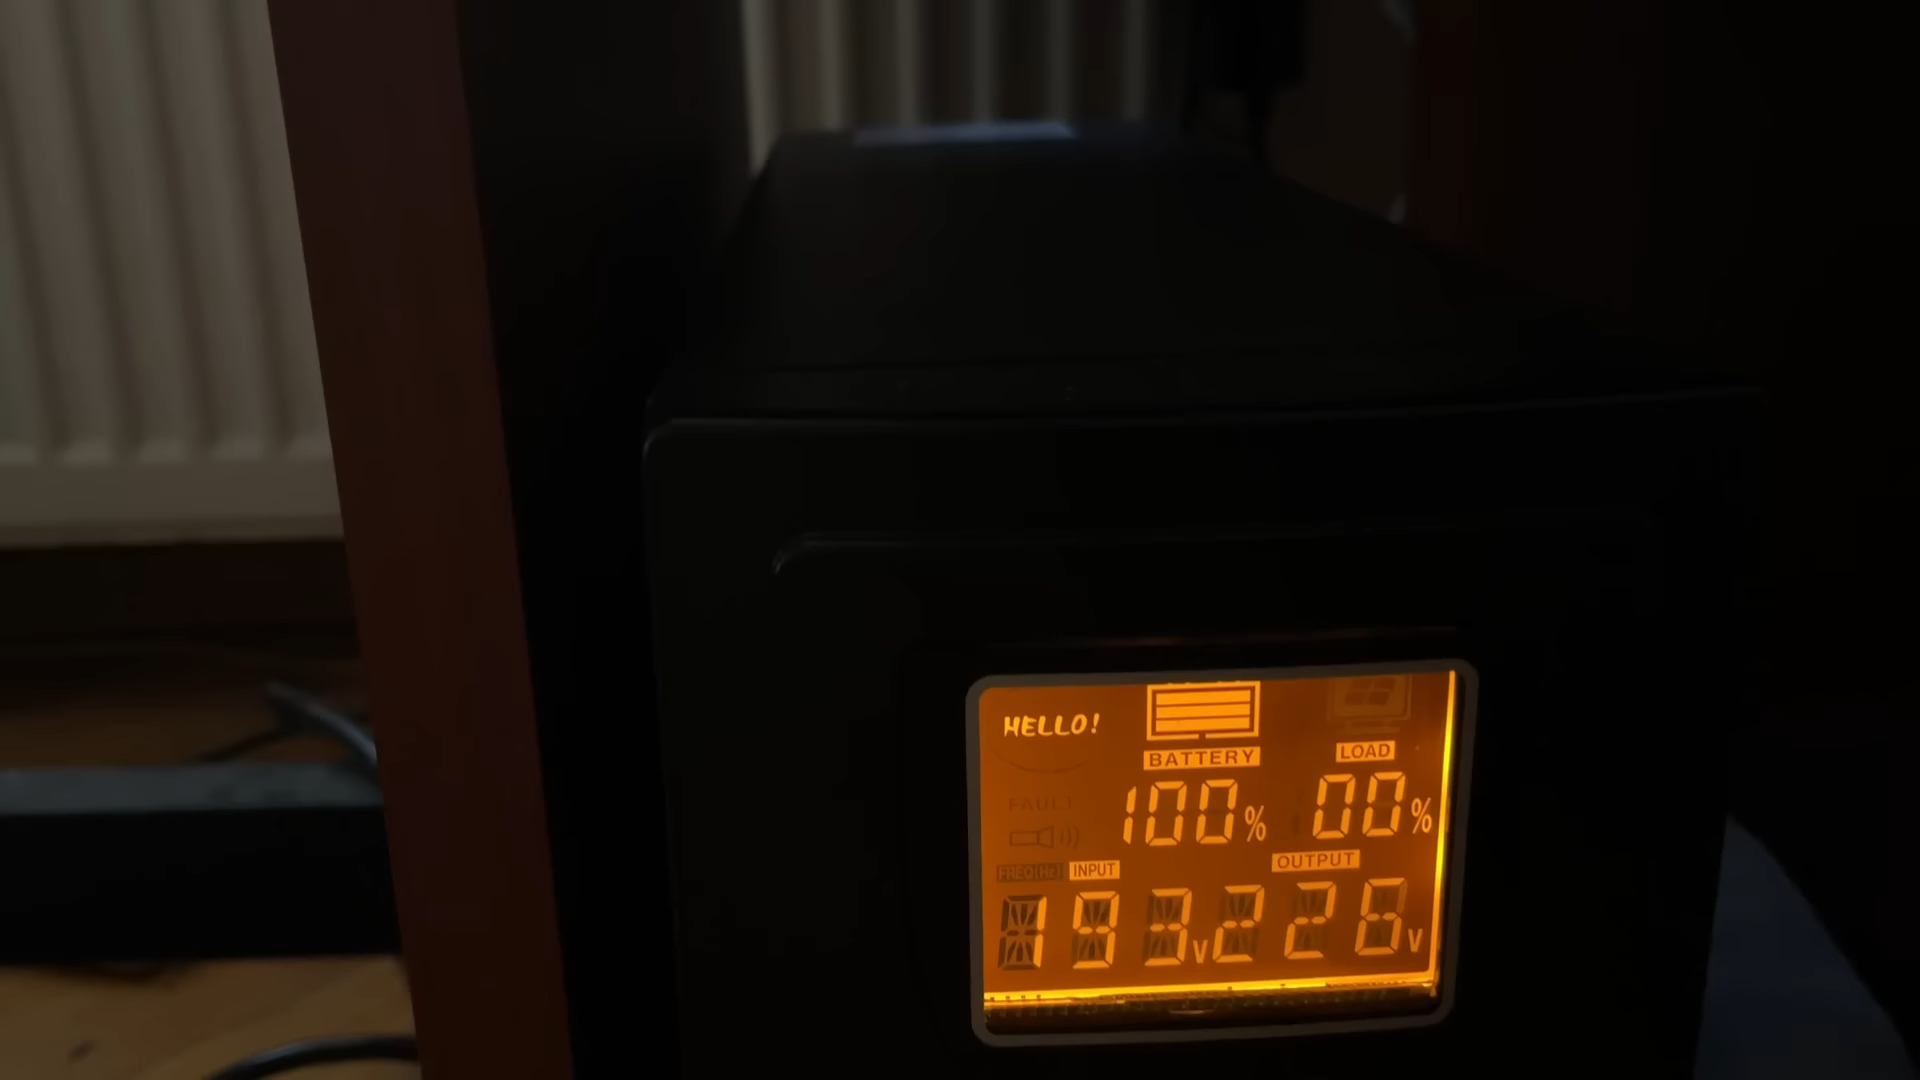 HELLO!
BATTERY
LOAD
100%
00%
FAULT
FREQ(Hz) INPUT
OUTPUT
193V
226V